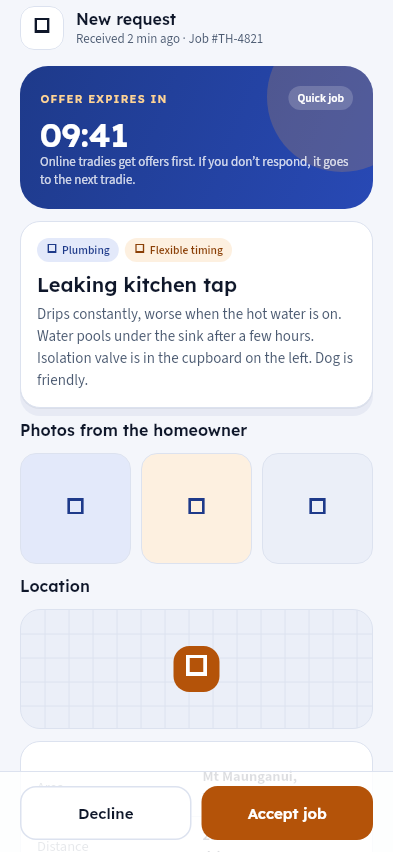 New request
Received 2 min ago · Job #TH-4821
OFFER EXPIRES IN
Quick job
09:41
Online tradies get offers first. If you don't respond, it goes
to the next tradie.
Plumbing
Flexible timing
Leaking kitchen tap
Drips constantly, worse when the hot water is on.
Water pools under the sink after a few hours.
Isolation valve is in the cupboard on the left. Dog is
friendly.
Photos from the homeowner
Location
Mt Maunganui,
Decline
Accept job
Distance